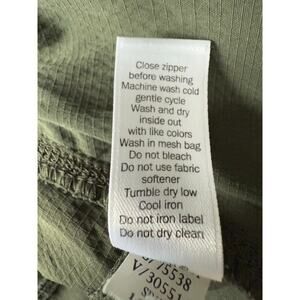 Close zipper
before washing
Machine wash cold
gentle cycle
Wash and dry
inside out
with like colors
Wash in mesh bag
Do not bleach
Do not use fabric
softener
Tumble dry low
Cool iron
Do not iron label
Do not dry clean
V/30551